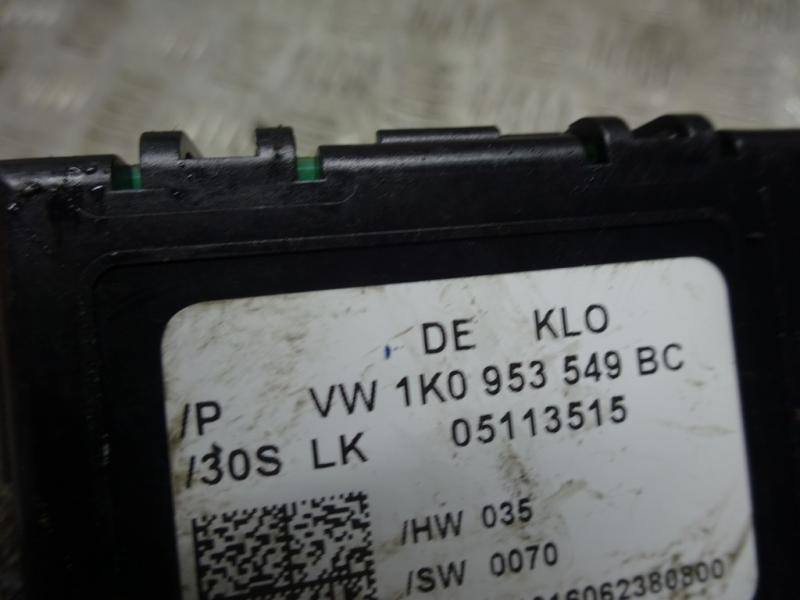 DE KLO
/P VW 1K0 953 549 BC
/30S LK 05113515
/HW 035
/SW 0070